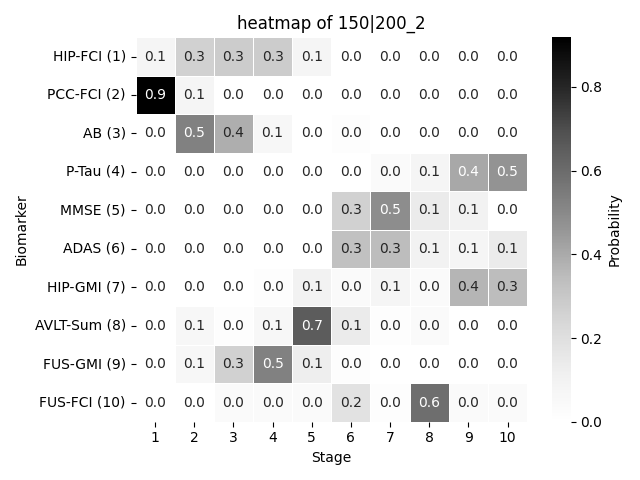 heatmap of 150|200_2
HIP-FCI (1) 0.1 0.3 0.3 0.3 0.1 0.0 0.0 0.0 0.0 0.0
PCC-FCI (2) 0.9 0.1 0.0 0.0 0.0 0.0 0.0 0.0 0.0 0.0
AB (3) 0.0 0.5 0.4 0.1 0.0 0.0 0.0 0.0 0.0 0.0
P-Tau (4) 0.0 0.0 0.0 0.0 0.0 0.0 0.0 0.1 0.4 0.5
MMSE (5) 0.0 0.0 0.0 0.0 0.0 0.3 0.5 0.1 0.1 0.0
ADAS (6) 0.0 0.0 0.0 0.0 0.0 0.3 0.3 0.1 0.1 0.1
HIP-GMI (7) 0.0 0.0 0.0 0.0 0.1 0.0 0.1 0.0 0.4 0.3
AVLT-Sum (8) 0.0 0.1 0.0 0.1 0.7 0.1 0.0 0.0 0.0 0.0
FUS-GMI (9) 0.0 0.1 0.3 0.5 0.1 0.0 0.0 0.0 0.0 0.0
FUS-FCI (10) 0.0 0.0 0.0 0.0 0.0 0.2 0.0 0.6 0.0 0.0
1 2 3 4 5 6 7 8 9 10
Stage
Biomarker
0.8
0.6
0.4
0.2
0.0
Probability